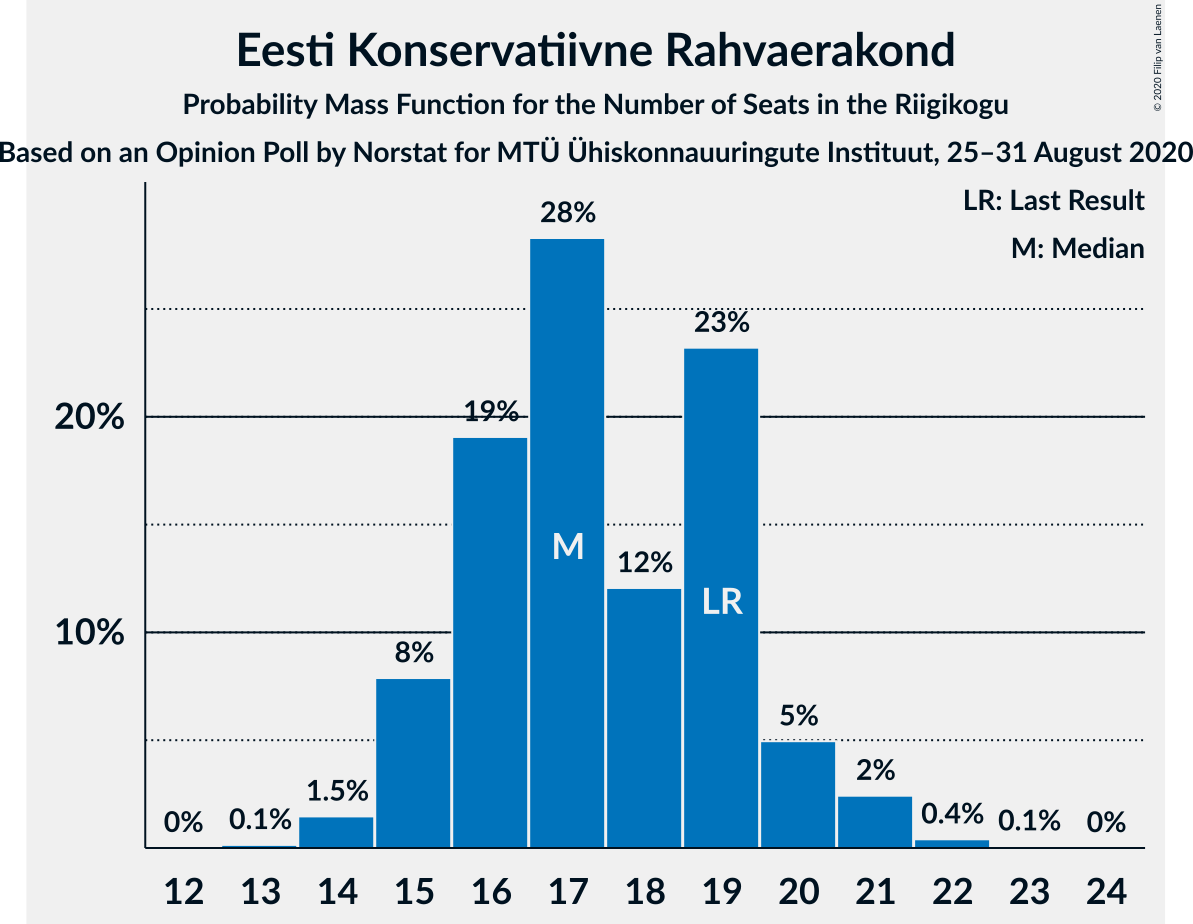 Eesti Konservatiivne Rahvaerakond
Probability Mass Function for the Number of Seats in the Riigikogu
Based on an Opinion Poll by Norstat for MTÜ Ühiskonnauuringute Instituut, 25–31 August 2020
© 2020 Filip van Laenen
LR: Last Result
M: Median
28%
23%
20%
19%
M
12%
LR
10%
8%
5%
2%
1.5%
0%
0.1%
0.4%
0.1%
0%
12 13 14 15 16 17 18 19 20 21 22 23 24